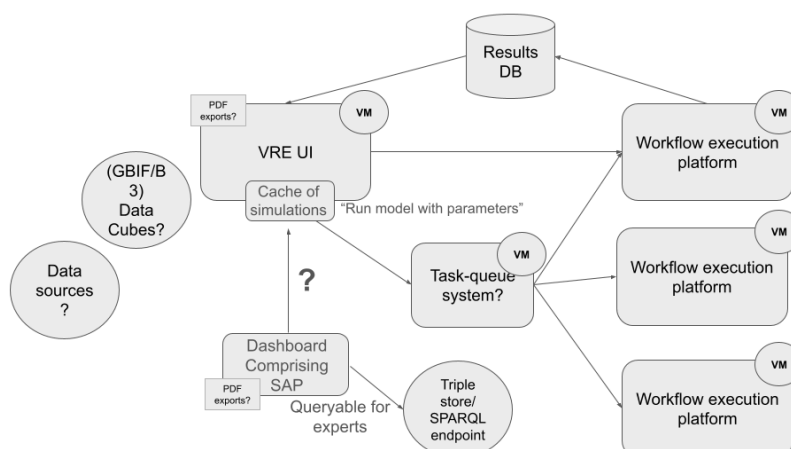 Results
DB
PDF
exports?
VM
VM
VRE UI
Workflow execution
platform
(GBIF/B
3)
Data
Cubes?
Cache of
simulations
“Run model with parameters”
Data
sources
?
VM
VM
Task-queue
system?
Workflow execution
platform
?
Dashboard
Comprising
SAP
PDF
exports?
Queryable for
experts
Triple
store/
SPARQL
endpoint
VM
Workflow execution
platform